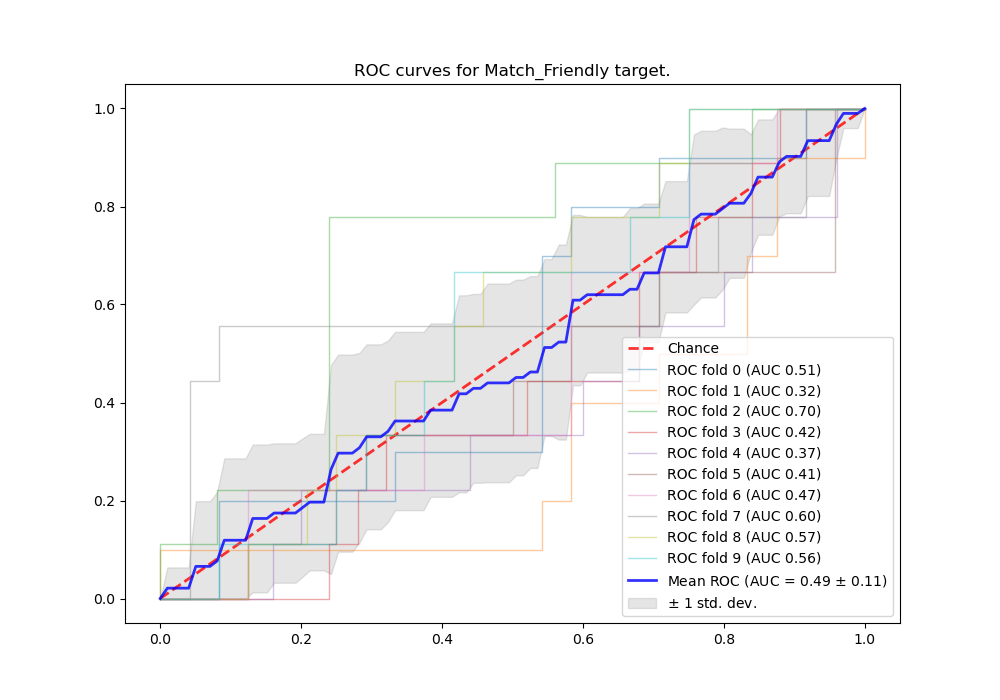 ROC curves for Match_Friendly target.
1.0
0.8
0.6
0.4
0.2
0.0
0.0 0.2 0.4 0.6 0.8 1.0
Chance
ROC fold 0 (AUC 0.51)
ROC fold 1 (AUC 0.32)
ROC fold 2 (AUC 0.70)
ROC fold 3 (AUC 0.42)
ROC fold 4 (AUC 0.37)
ROC fold 5 (AUC 0.41)
ROC fold 6 (AUC 0.47)
ROC fold 7 (AUC 0.60)
ROC fold 8 (AUC 0.57)
ROC fold 9 (AUC 0.56)
Mean ROC (AUC = 0.49 ± 0.11)
± 1 std. dev.